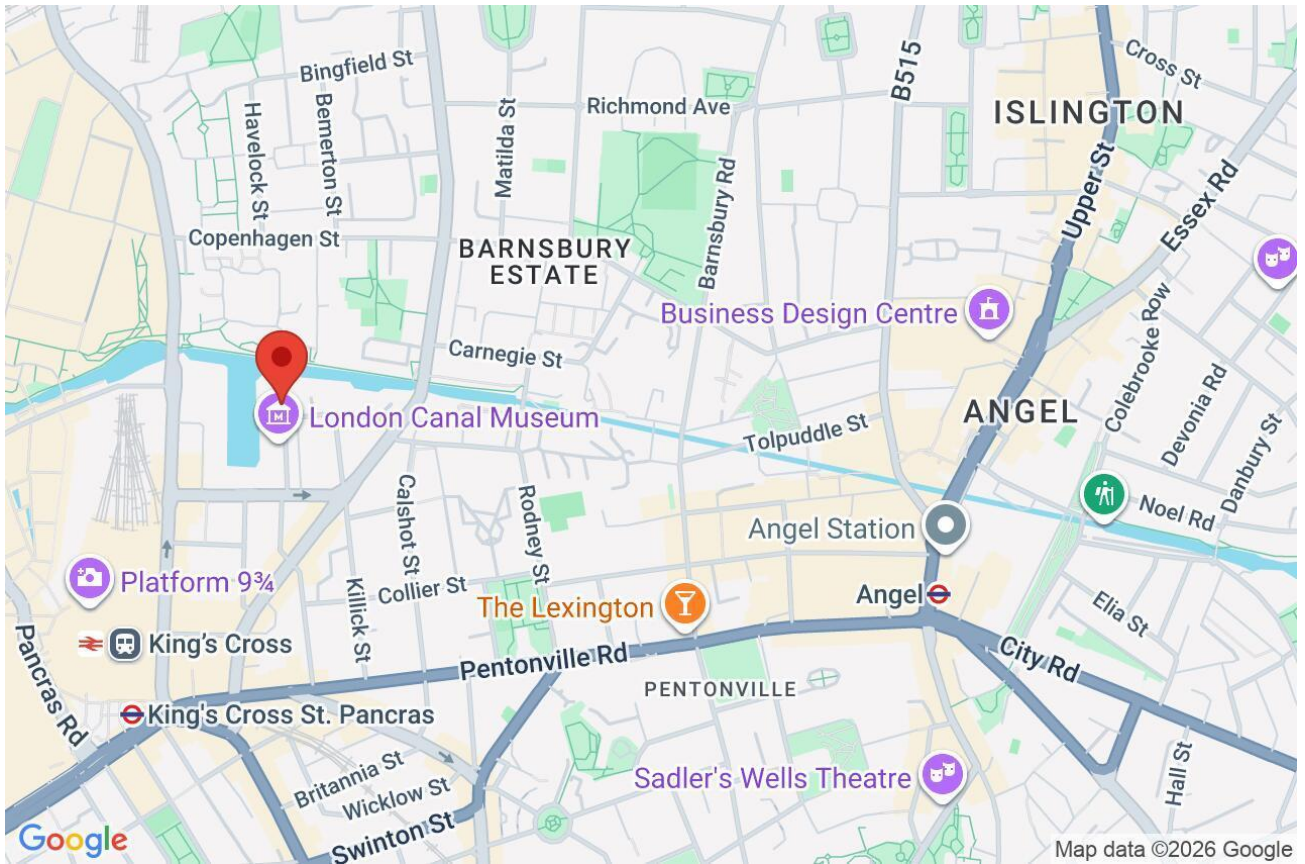 Bingfield St
Cross St
B515
Havelock St
Bemerton St
Matilda St
Richmond Ave
ISLINGTON
Barnsbury Rd
Upper St
Essex Rd
Copenhagen St
BARNSBURY
ESTATE
Business Design Centre
Carnegie St
Colebrooke Row
Devonia Rd
Danbury St
London Canal Museum
ANGEL
Tolpuddle St
Calshot St
Rodney St
Noel Rd
Angel Station
Platform 9¾
Killick St
Collier St
The Lexington
Angel
Elia St
Pancras Rd
King's Cross
Pentonville Rd
City Rd
PENTONVILLE
King's Cross St. Pancras
Britannia St
Wicklow St
Sadler's Wells Theatre
Hall St
Swinton St
Google
Map data ©2026 Google